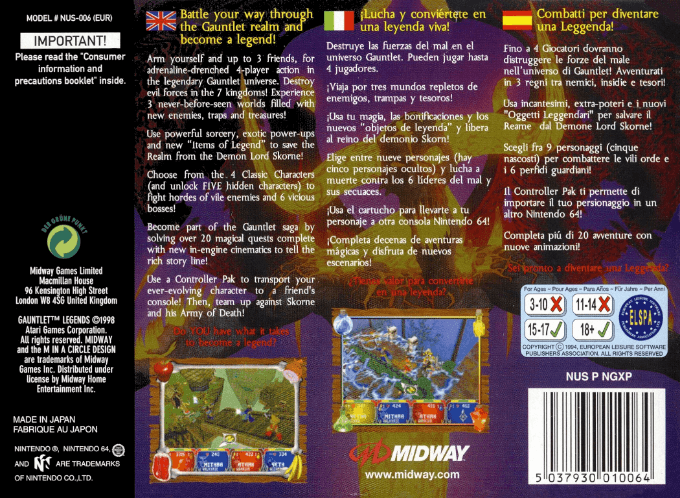 MODEL # NUS-006 (EUR)
IMPORTANT!
Please read the "Consumer
information and
precautions booklet" inside.
DER GRÜNE PUNKT
Midway Games Limited
Macmillan House
96 Kensington High Street
London W8 4SG United Kingdom
GAUNTLET™ LEGENDS ©1998
Atari Games Corporation.
All rights reserved. MIDWAY
and the M IN A CIRCLE DESIGN
are trademarks of Midway
Games Inc. Distributed under
license by Midway Home
Entertainment Inc.
MADE IN JAPAN
FABRIQUE AU JAPON
NINTENDO ®, NINTENDO 64,
AND ARE TRADEMARKS
OF NINTENDO CO.,LTD.
Battle your way through
the Gauntlet realm and
become a legend!
Arm yourself and up to 3 friends, for
adrenaline-drenched 4-player action in
the legendary Gauntlet universe. Destroy
evil forces in the 7 kingdoms! Experience
3 never-before-seen worlds filled with
new enemies, traps and treasures!
Use powerful sorcery, exotic power-ups
and new "Items of Legend" to save the
Realm from the Demon Lord Skorne!
Choose from the 4 Classic Characters
(and unlock FIVE hidden characters) to
fight hordes of vile enemies and 6 vicious
bosses!
Become part of the Gauntlet saga by
solving over 20 magical quests complete
with new in-engine cinematics to tell the
rich story line!
Use a Controller Pak to transport your
ever-evolving character to a friend's
console! Then, team up against Skorne
and his Army of Death!
Do YOU have what it takes
to become a legend?
¡Lucha y conviértete en
una leyenda viva!
Destruye las fuerzas del mal en el
universo Gauntlet. Pueden jugar hasta
4 jugadores.
¡Viaja por tres mundos repletos de
enemigos, trampas y tesoros!
¡Usa tu magia, las bonificaciones y los
nuevos "objetos de leyenda" y libera
al reino del demonio Skorn!
Elige entre nueve personajes (hay
cinco personajes ocultos) y lucha a
muerte contra los 6 líderes del mal y
sus secuaces.
¡Usa el cartucho para llevarte a tu
personaje a otra consola Nintendo 64!
¡Completa decenas de aventuras
mágicas y disfruta de nuevos
escenarios!
¿Tienes valor para convertirte
en una leyenda?
MIDWAY
www.midway.com
Combatti per diventare
una Leggenda!
Fino a 4 Giocatori dovranno
distruggere le forze del male
nell'universo di Gauntlet! Avventurati
in 3 regni tra nemici, insidie e tesori!
Usa incantesimi, extra-poteri e i nuovi
"Oggetti Leggendari" per salvare il
Reame dal Demone Lord Skorne!
Scegli fra 9 personaggi (cinque
nascosti) per combattere le vili orde e
i 6 perfidi guardiani!
Il Controller Pak ti permette di
importare il tuo personaggio in un
altro Nintendo 64!
Completa piú di 20 avventure con
nuove animazioni!
Sei pronto a diventare una Leggenda?
For Ages - Pour Ages - Para Años - Für Jahre - Per Anni
3-10 11-14
15-17 18+
ELSPA
COPYRIGHT © 1994, EUROPEAN LEISURE SOFTWARE
PUBLISHERS ASSOCIATION. ALL RIGHTS RESERVED
NUS P NGXP
5 037930 010064